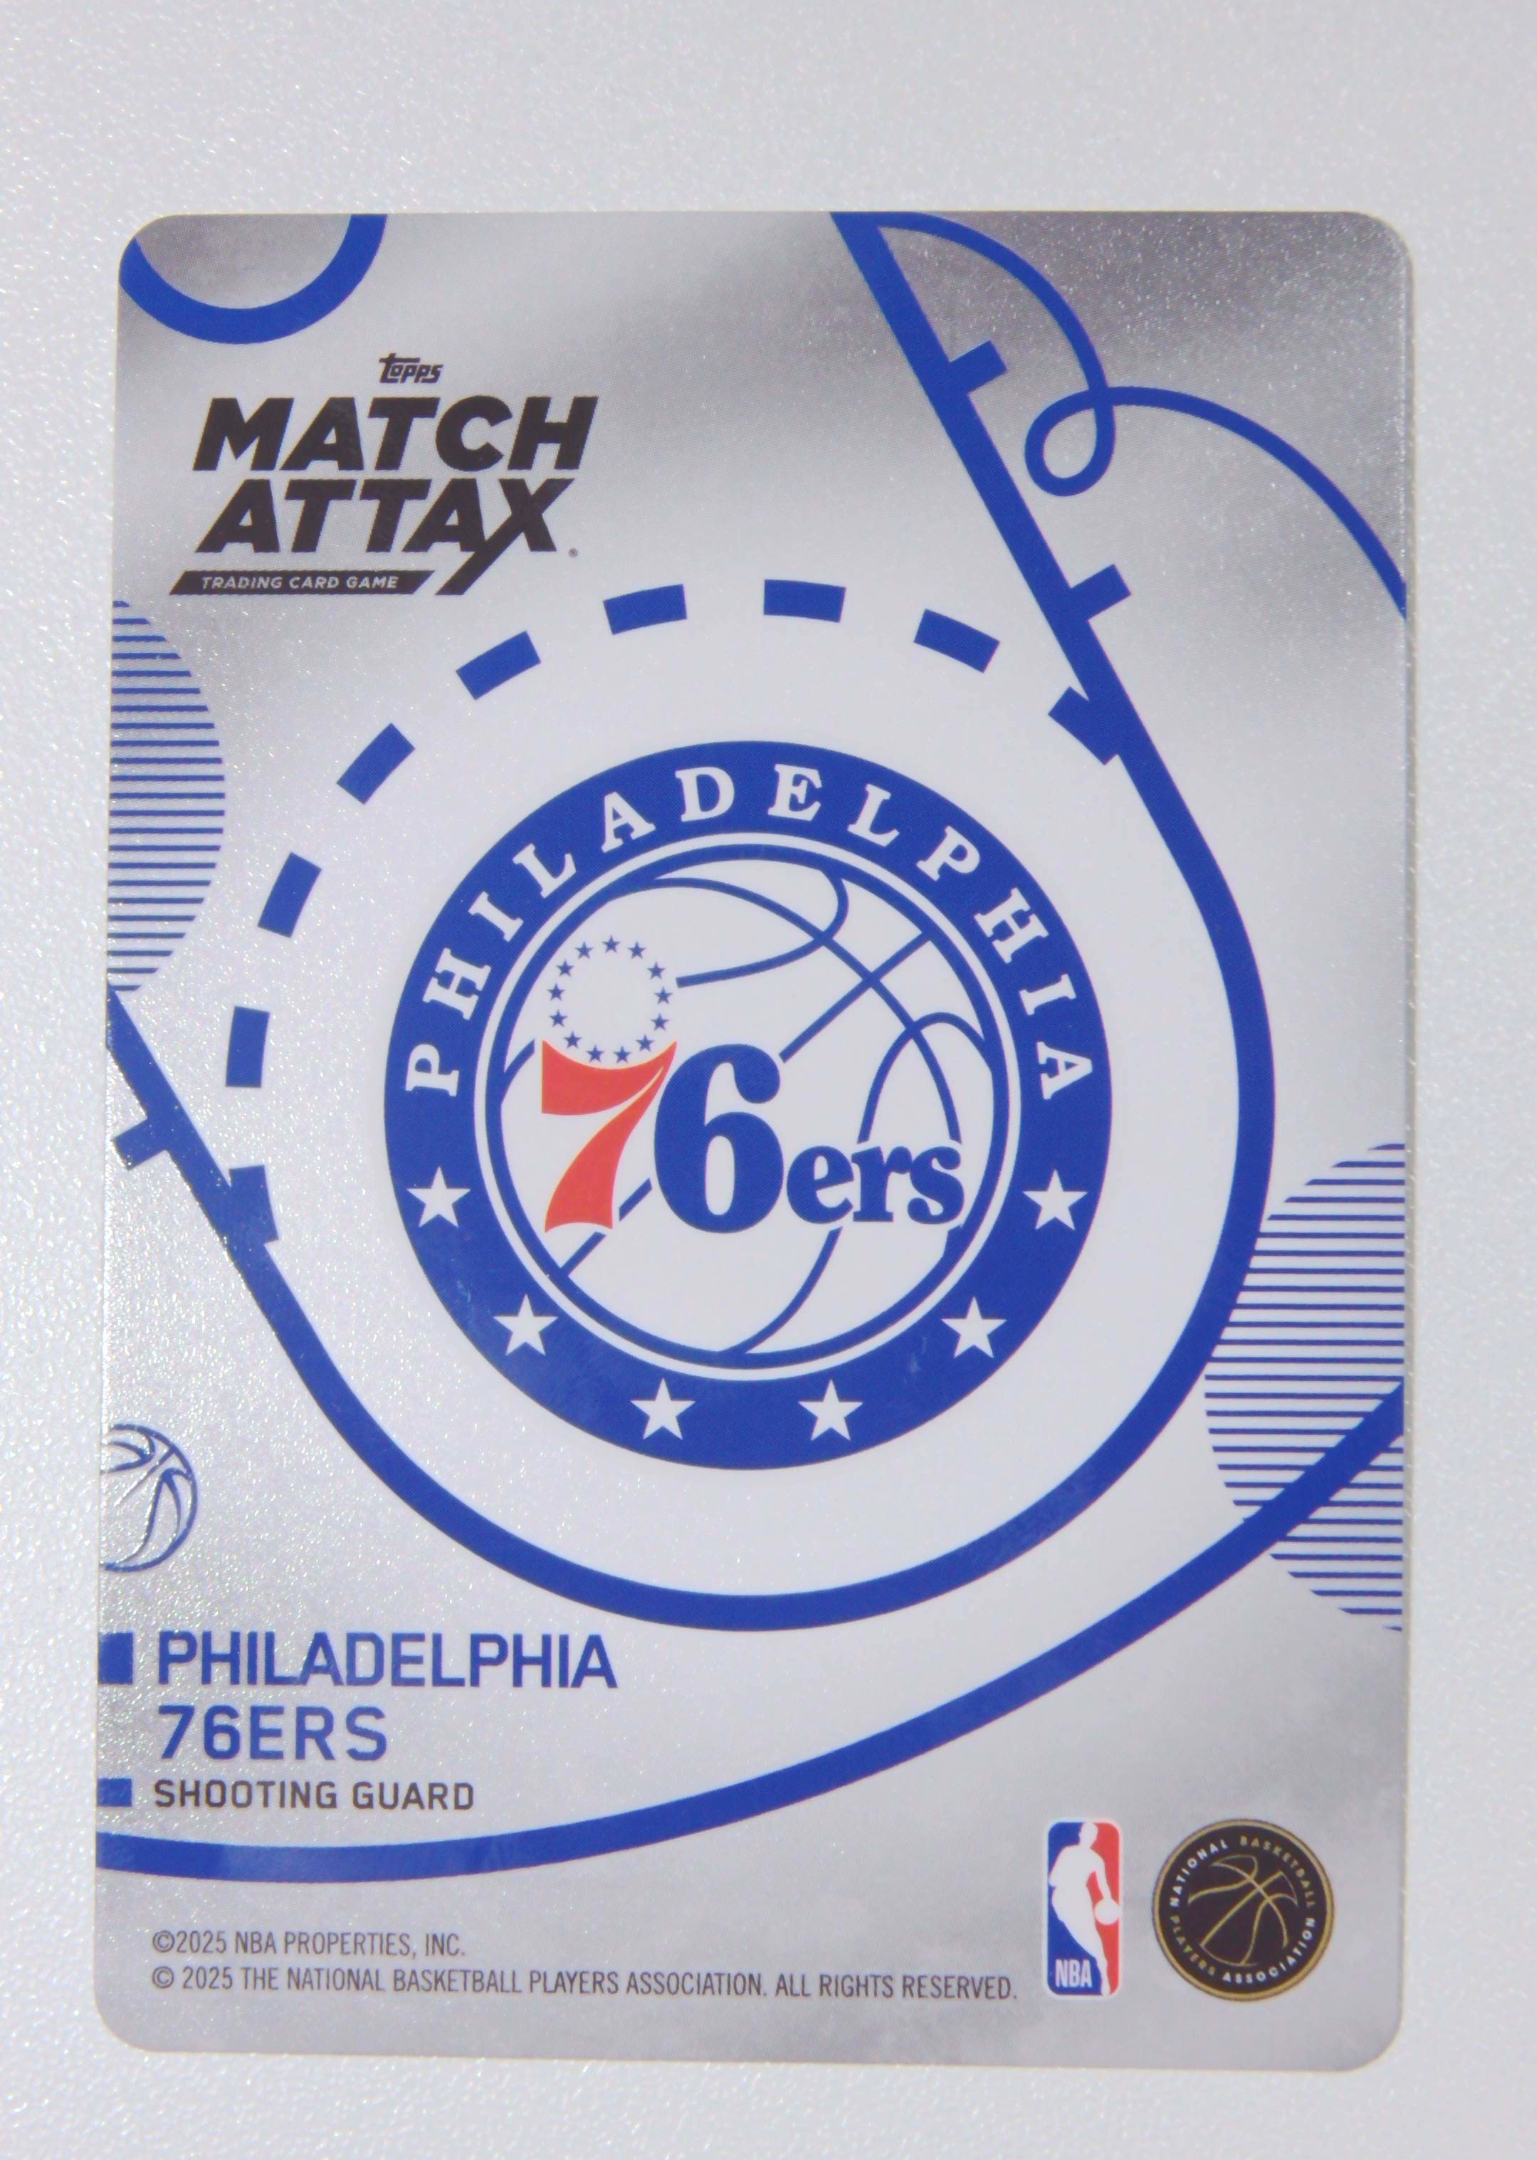 topps
MATCH
ATTAX®
TRADING CARD GAME
PHILADELPHIA
76ers
PHILADELPHIA
76ERS
SHOOTING GUARD
©2025 NBA PROPERTIES, INC.
© 2025 THE NATIONAL BASKETBALL PLAYERS ASSOCIATION. ALL RIGHTS RESERVED.
NBA
NATIONAL BASKETBALL
PLAYERS ASSOCIATION